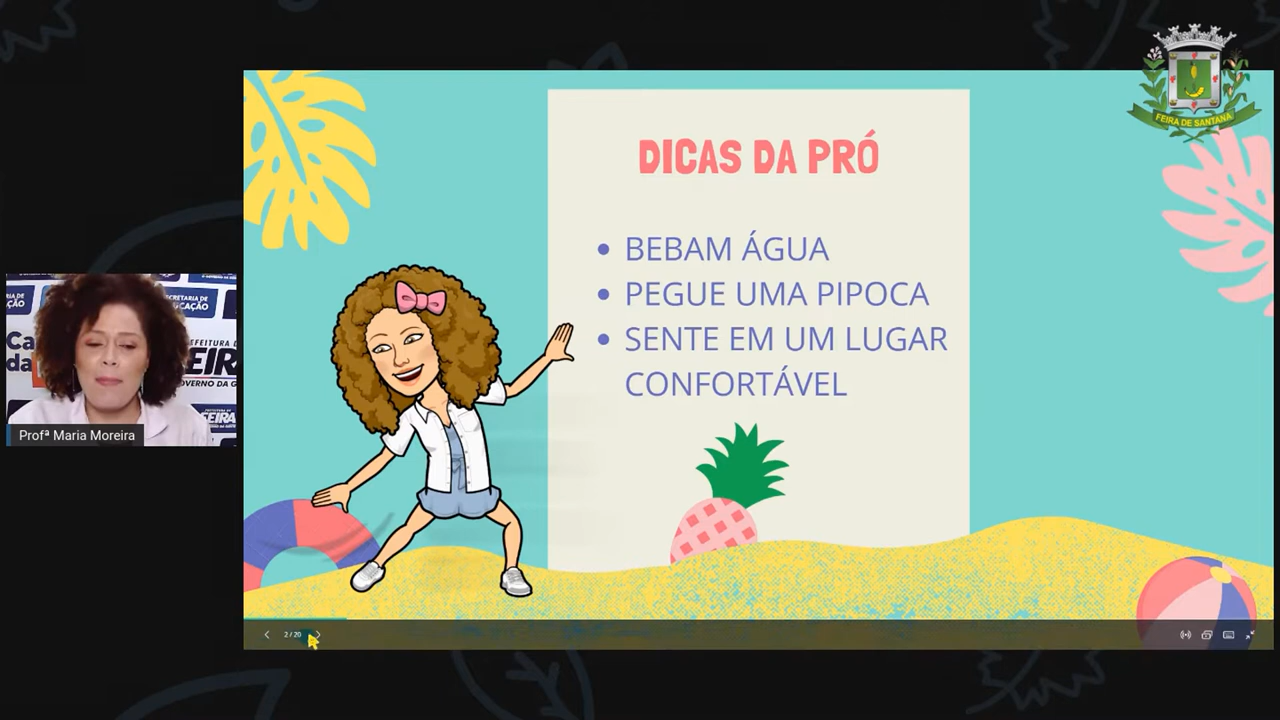 FEIRA DE SANTANA
DICAS DA PRÓ
• BEBAM ÁGUA
• PEGUE UMA PIPOCA
• SENTE EM UM LUGAR
CONFORTÁVEL
Profª Maria Moreira
2 / 20